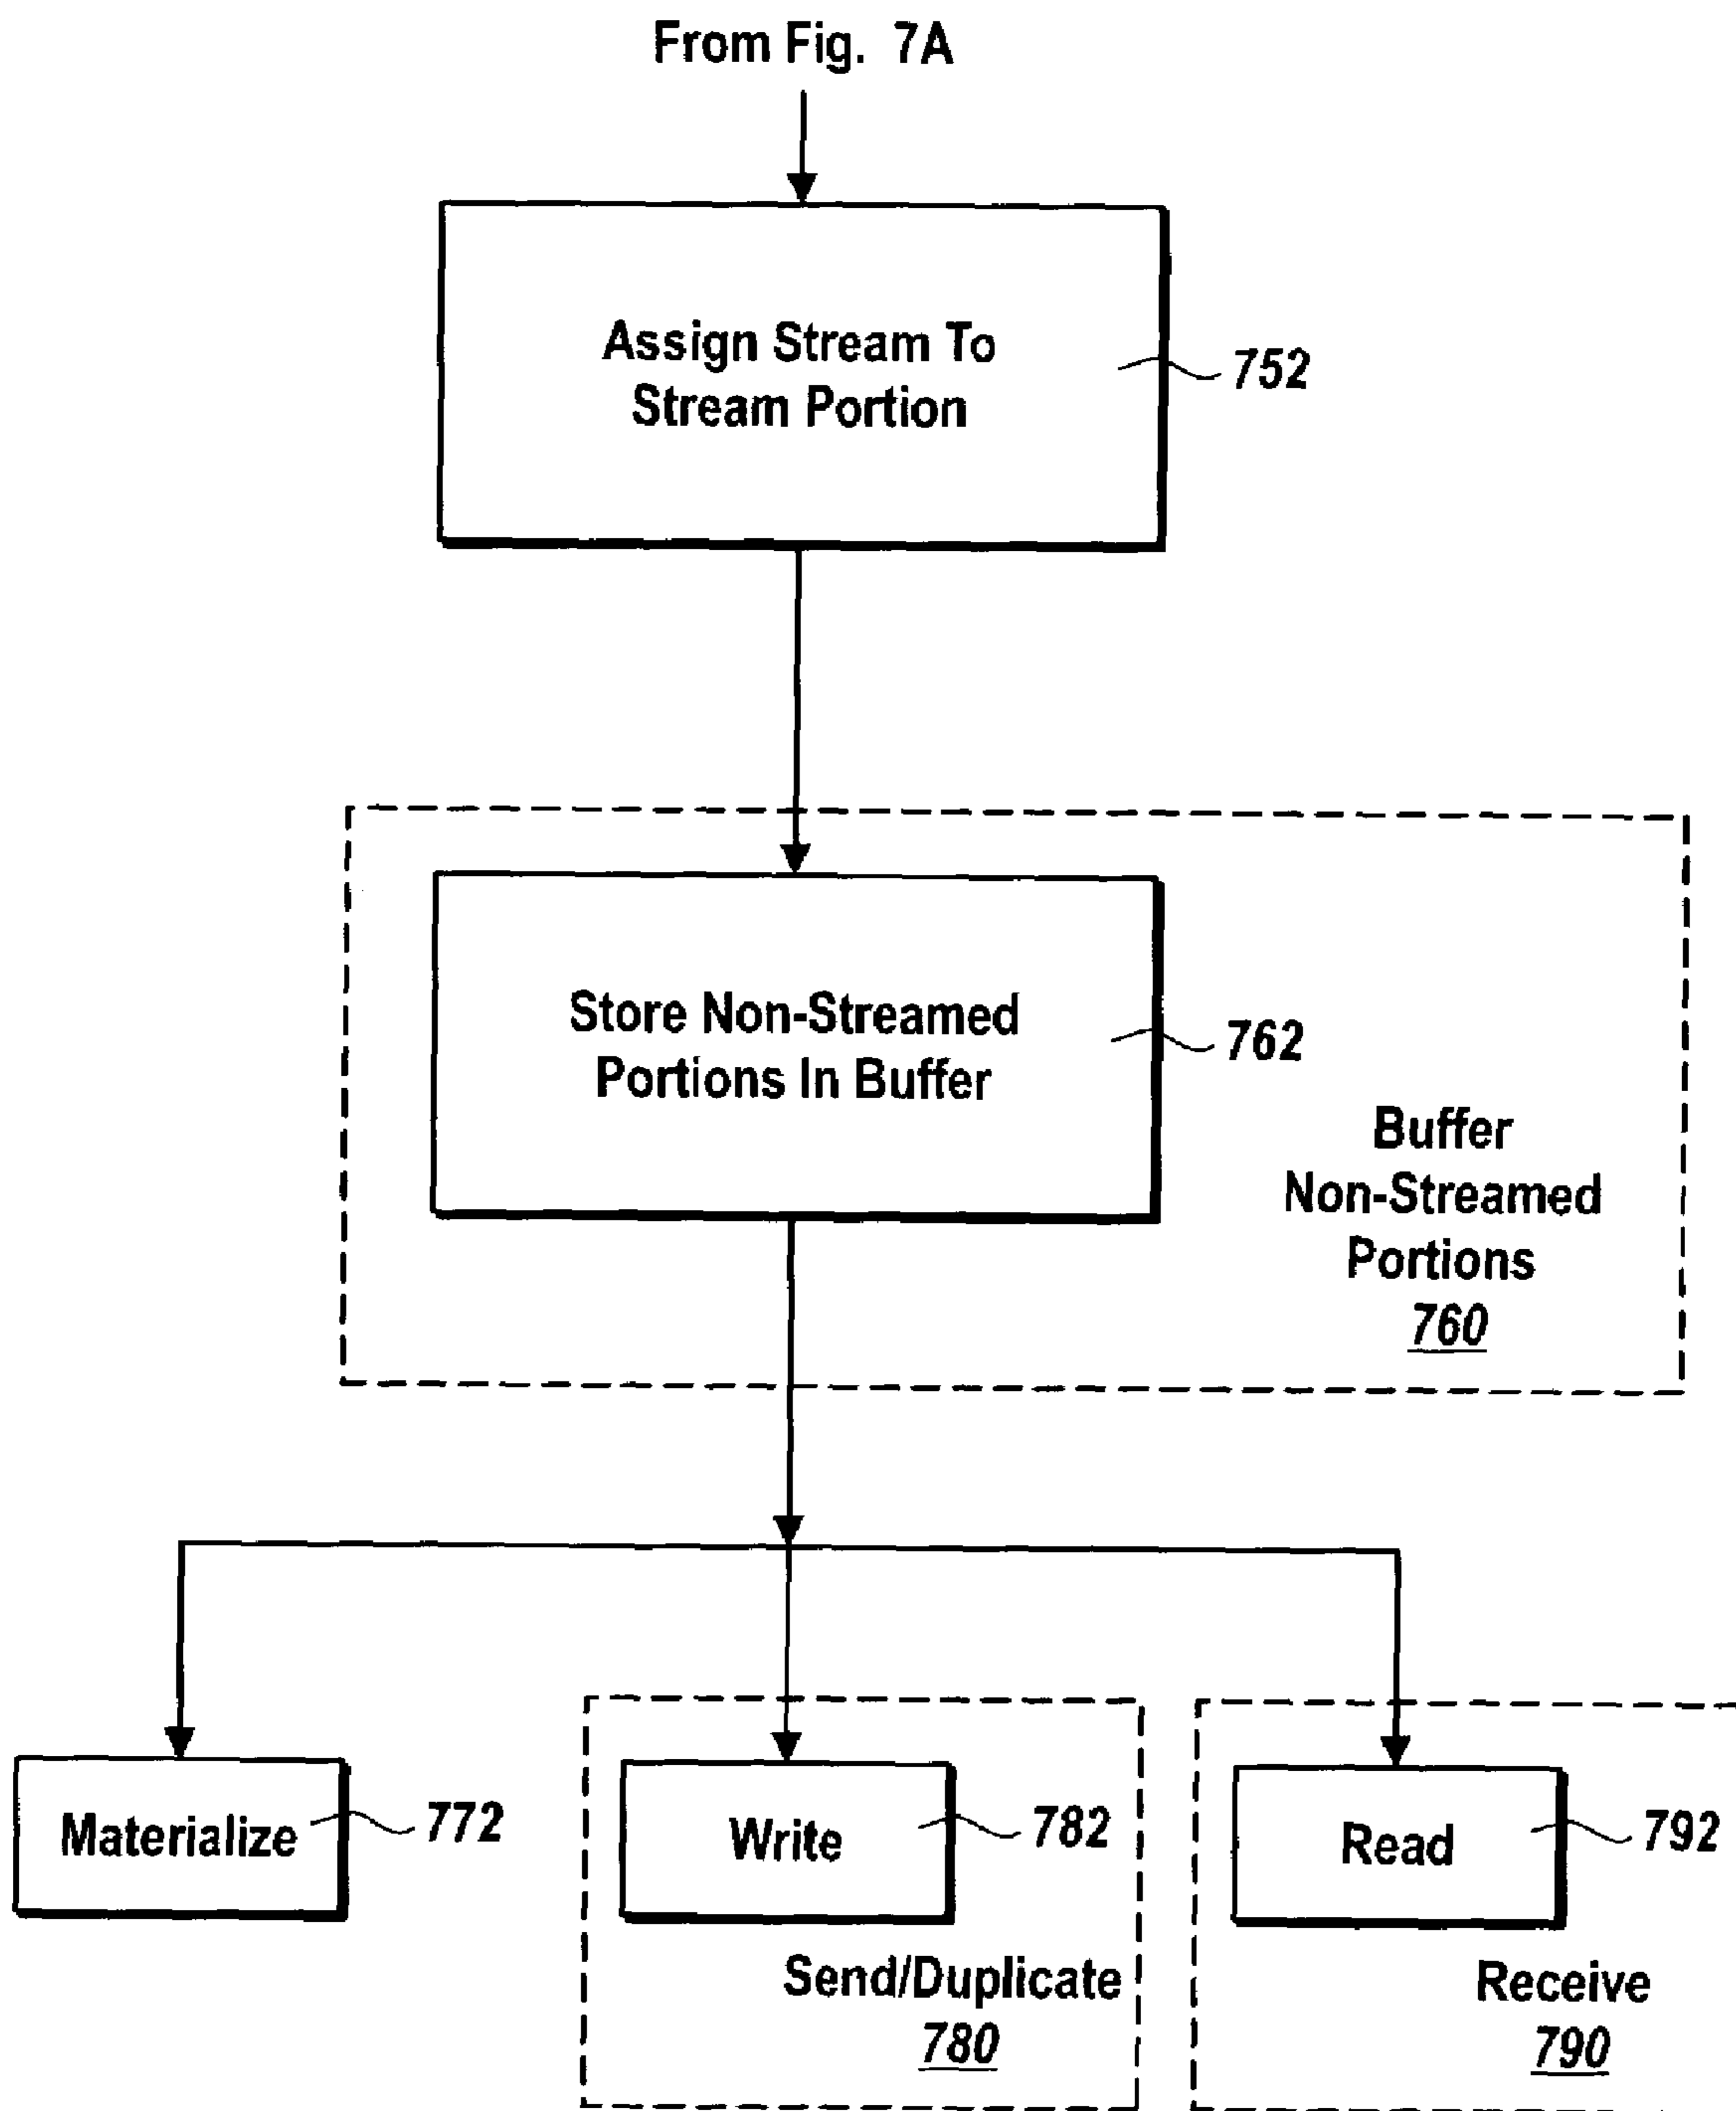 From Fig. 7A
Assign Stream To
Stream Portion
752
Store Non-Streamed
Portions In Buffer
762
Buffer
Non-Streamed
Portions
760
Materialize
772
Write
782
Send/Duplicate
780
Read
792
Receive
790